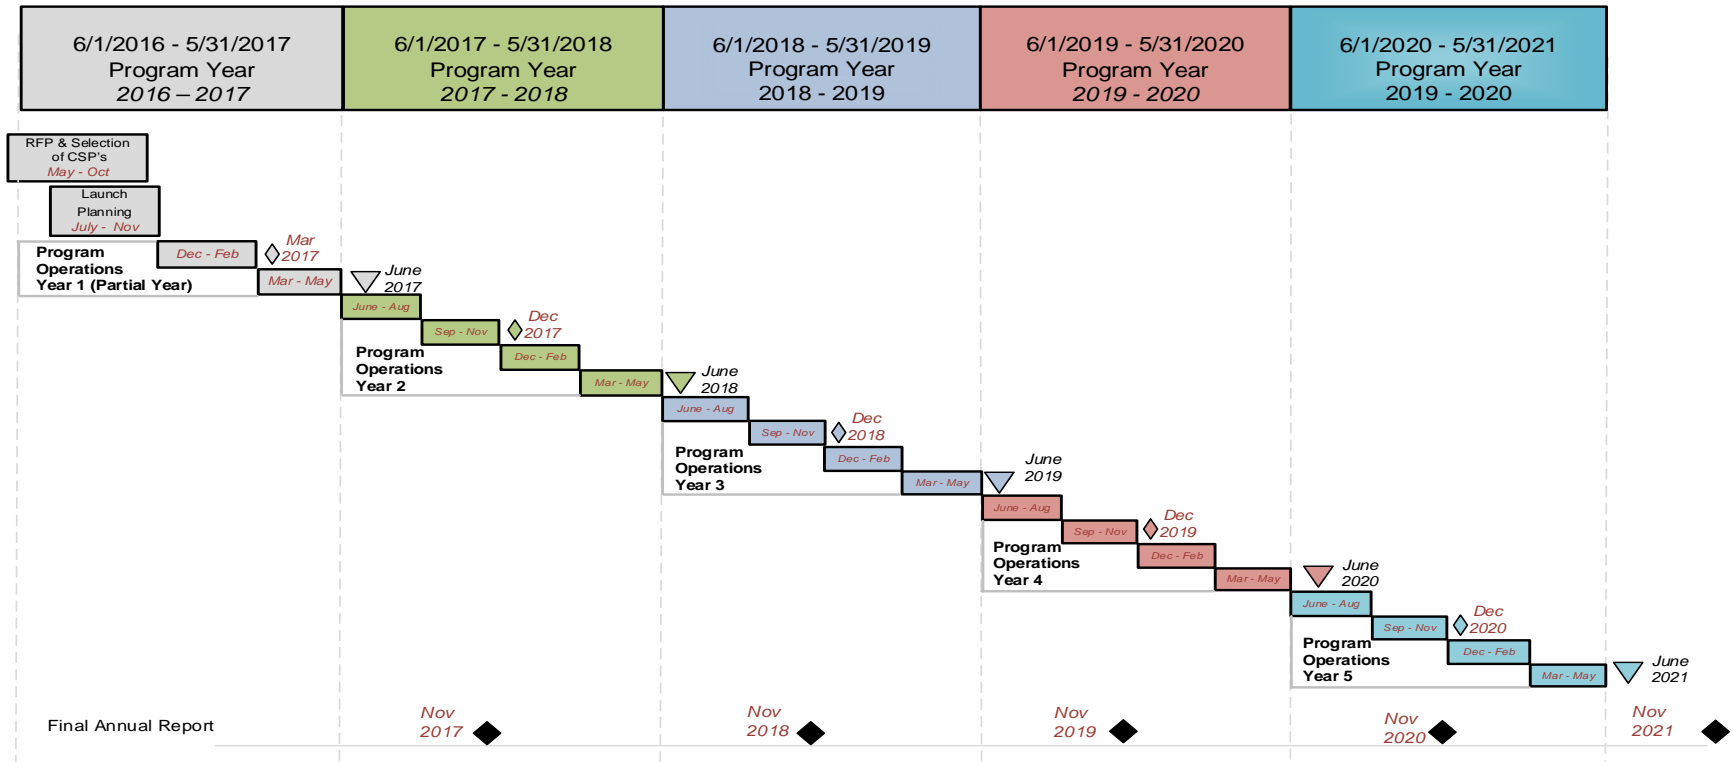 6/1/2016 - 5/31/2017
Program Year
2016 – 2017
6/1/2017 - 5/31/2018
Program Year
2017 - 2018
6/1/2018 - 5/31/2019
Program Year
2018 - 2019
6/1/2019 - 5/31/2020
Program Year
2019 - 2020
6/1/2020 - 5/31/2021
Program Year
2019 - 2020
RFP & Selection
of CSP's
May - Oct
Launch
Planning
July - Nov
Program
Operations
Year 1 (Partial Year)
Dec - Feb
Mar
2017
Mar - May
June
2017
June - Aug
Sep - Nov
Dec
2017
Program
Operations
Year 2
Dec - Feb
Mar - May
June
2018
June - Aug
Sep - Nov
Dec
2018
Program
Operations
Year 3
Dec - Feb
Mar - May
June
2019
June - Aug
Sep - Nov
Dec
2019
Program
Operations
Year 4
Dec - Feb
Mar - May
June
2020
June - Aug
Sep - Nov
Dec
2020
Program
Operations
Year 5
Dec - Feb
Mar - May
June
2021
Final Annual Report
Nov
2017
Nov
2018
Nov
2019
Nov
2020
Nov
2021